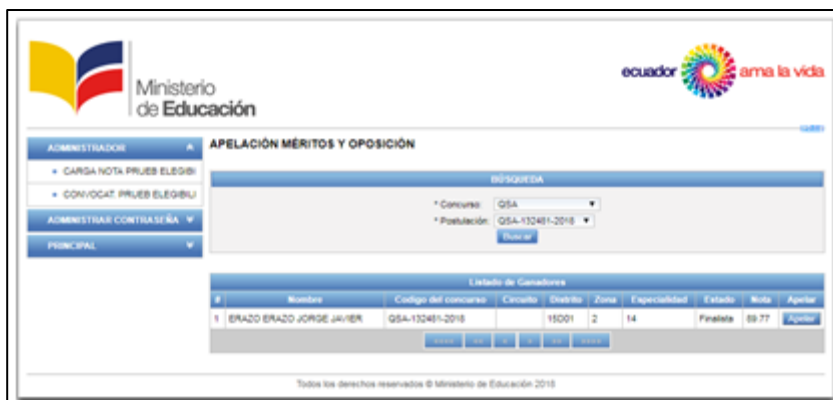 Ministerio
de Educación
ecuador ama la vida
ADMINISTRADOR
CARGA NOTA PRUEB ELEGIBI
CONVOCAT. PRUEB ELEGIBILI
ADMINISTRAR CONTRASEÑA
PRINCIPAL
APELACIÓN MÉRITOS Y OPOSICIÓN
BÚSQUEDA
* Concurso: QSA
* Postulación: QSA-132481-2018
Buscar
Listado de Ganadores
# Nombre Codigo del concurso Circuito Distrito Zona Especialidad Estado Nota Apelar
1 ERAZO ERAZO JORGE JAVIER QSA-132481-2018 15D01 2 14 Finalista 69.77 Apelar
Todos los derechos reservados © Ministerio de Educación 2018